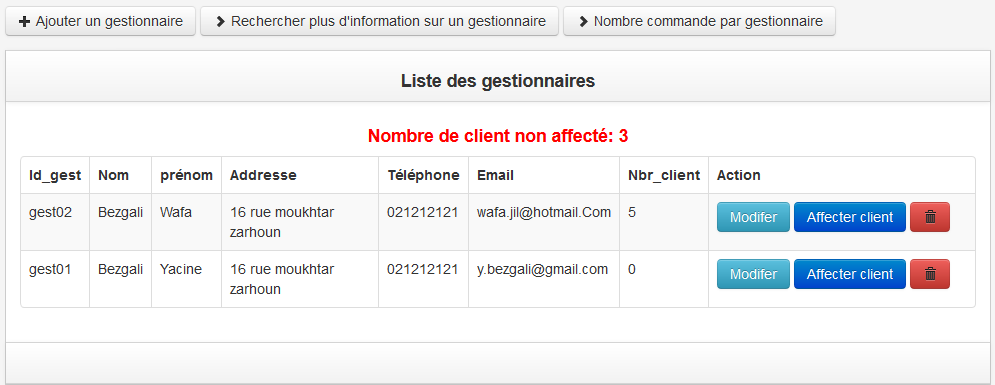 Ajouter un gestionnaire Rechercher plus d'information sur un gestionnaire Nombre commande par gestionnaire
Liste des gestionnaires
Nombre de client non affecté: 3
Id_gest Nom prénom Addresse Téléphone Email Nbr_client Action
gest02 Bezgali Wafa 16 rue moukhtar zarhoun 021212121 wafa.jil@hotmail.Com 5 Modifer Affecter client
gest01 Bezgali Yacine 16 rue moukhtar zarhoun 021212121 y.bezgali@gmail.com 0 Modifer Affecter client